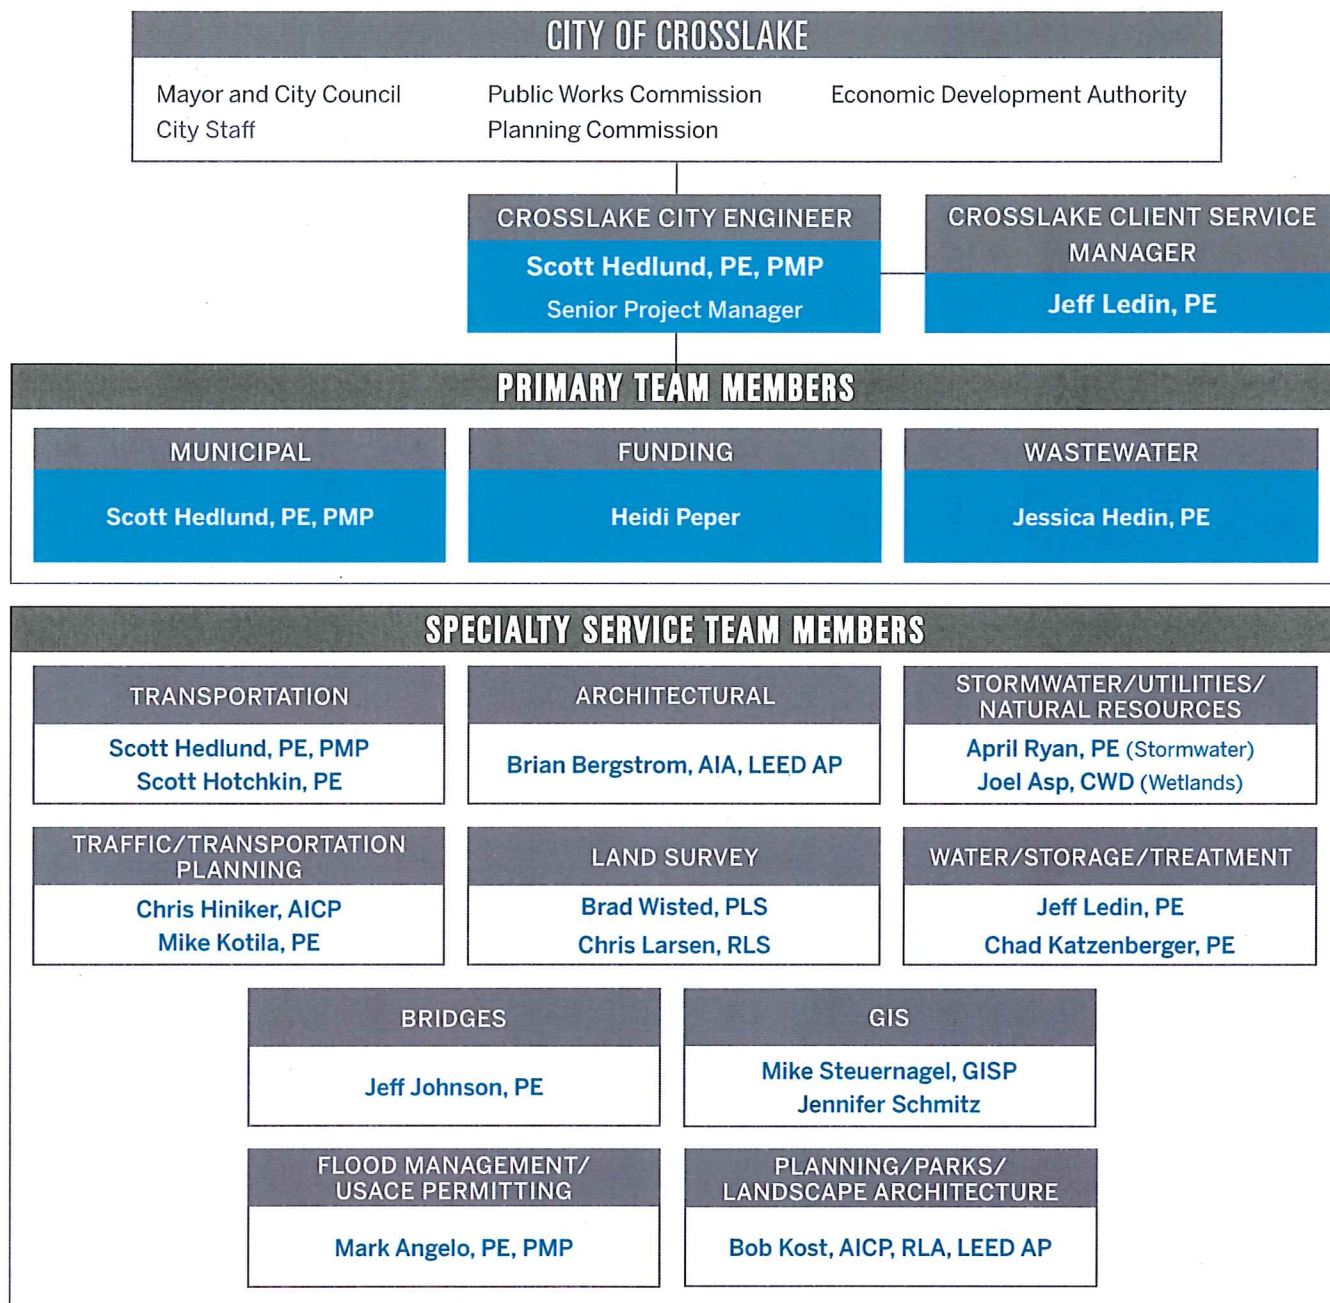 CITY OF CROSSLAKE
Mayor and City Council
City Staff
Public Works Commission
Planning Commission
Economic Development Authority
CROSSLAKE CITY ENGINEER
Scott Hedlund, PE, PMP
Senior Project Manager
CROSSLAKE CLIENT SERVICE
MANAGER
Jeff Ledin, PE
PRIMARY TEAM MEMBERS
MUNICIPAL
Scott Hedlund, PE, PMP
FUNDING
Heidi Peper
WASTEWATER
Jessica Hedin, PE
SPECIALTY SERVICE TEAM MEMBERS
TRANSPORTATION
Scott Hedlund, PE, PMP
Scott Hotchkin, PE
ARCHITECTURAL
Brian Bergstrom, AIA, LEED AP
STORMWATER/UTILITIES/
NATURAL RESOURCES
April Ryan, PE (Stormwater)
Joel Asp, CWD (Wetlands)
TRAFFIC/TRANSPORTATION
PLANNING
Chris Hiniker, AICP
Mike Kotila, PE
LAND SURVEY
Brad Wisted, PLS
Chris Larsen, RLS
WATER/STORAGE/TREATMENT
Jeff Ledin, PE
Chad Katzenberger, PE
BRIDGES
Jeff Johnson, PE
GIS
Mike Steuernagel, GISP
Jennifer Schmitz
FLOOD MANAGEMENT/
USACE PERMITTING
Mark Angelo, PE, PMP
PLANNING/PARKS/
LANDSCAPE ARCHITECTURE
Bob Kost, AICP, RLA, LEED AP